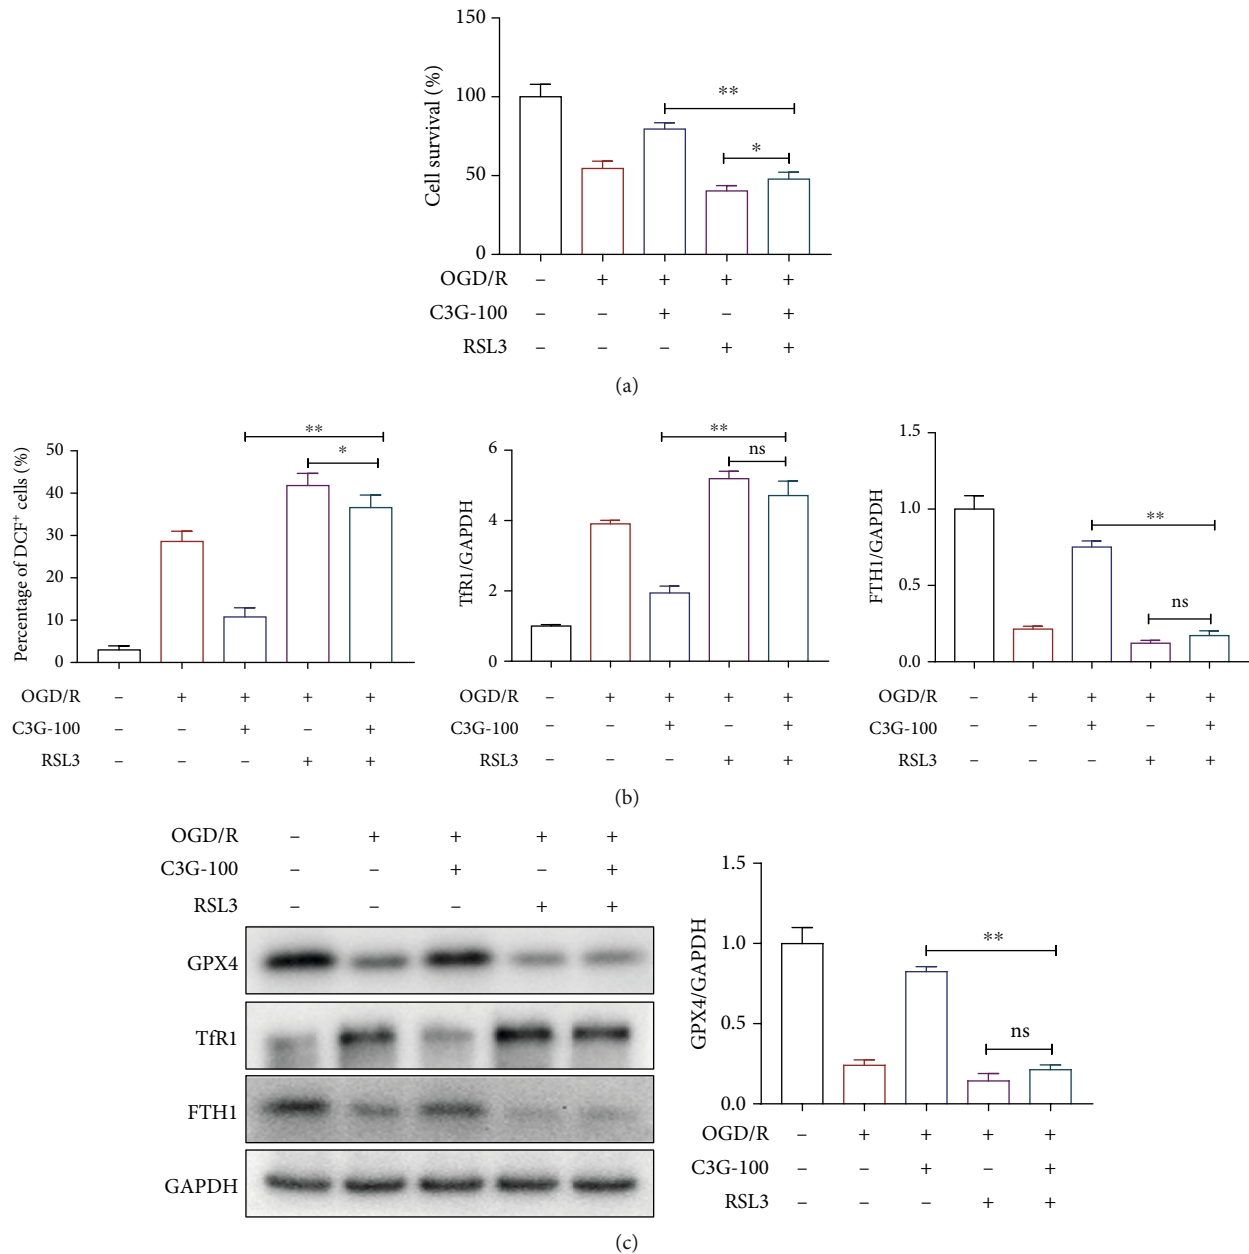 150
100
50
0
Cell survival (%)
**
*
OGD/R – + + + +
C3G-100 – – + – +
RSL3 – – – + +
(a)
50
40
30
20
10
0
Percentage of DCF+ cells (%)
**
*
OGD/R – + + + +
C3G-100 – – + – +
RSL3 – – – + +
6
4
2
0
TfR1/GAPDH
**
ns
OGD/R – + + + +
C3G-100 – – + – +
RSL3 – – – + +
1.5
1.0
0.5
0.0
FTH1/GAPDH
**
ns
OGD/R – + + + +
C3G-100 – – + – +
RSL3 – – – + +
(b)
OGD/R – + + + +
C3G-100 – – + – +
RSL3 – – – + +
GPX4
TfR1
FTH1
GAPDH
1.5
1.0
0.5
0.0
GPX4/GAPDH
**
ns
OGD/R – + + + +
C3G-100 – – + – +
RSL3 – – – + +
(c)